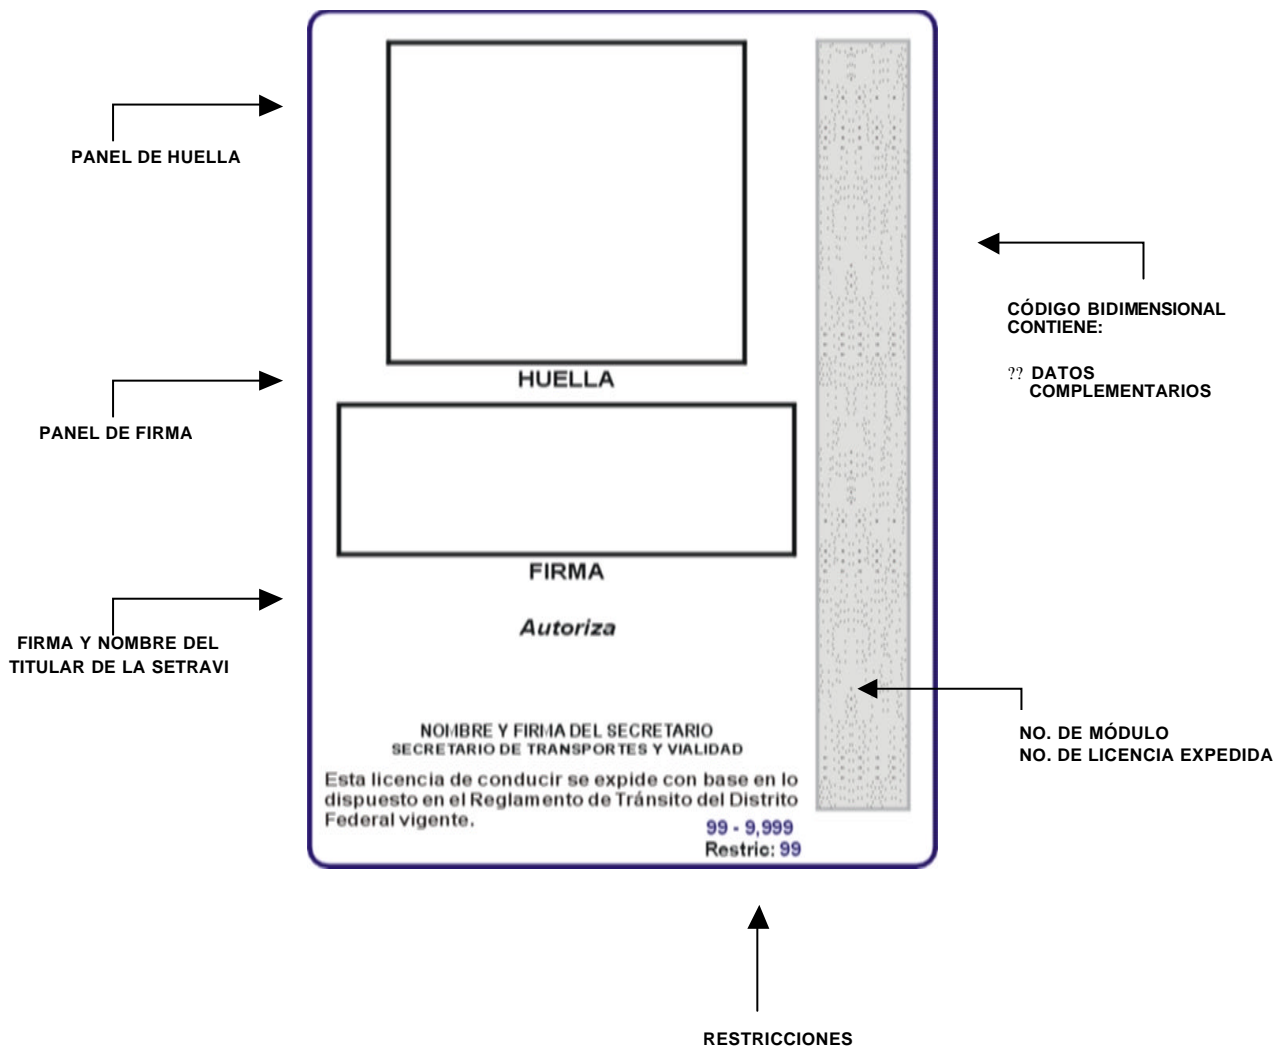 PANEL DE HUELLA
CÓDIGO BIDIMENSIONAL
CONTIENE:
?? DATOS
COMPLEMENTARIOS
HUELLA
PANEL DE FIRMA
FIRMA
Autoriza
FIRMA Y NOMBRE DEL
TITULAR DE LA SETRAVI
NOMBRE Y FIRMA DEL SECRETARIO
SECRETARIO DE TRANSPORTES Y VIALIDAD
NO. DE MÓDULO
NO. DE LICENCIA EXPEDIDA
Esta licencia de conducir se expide con base en lo
dispuesto en el Reglamento de Tránsito del Distrito
Federal vigente.
99 - 9,999
Restric: 99
RESTRICCIONES